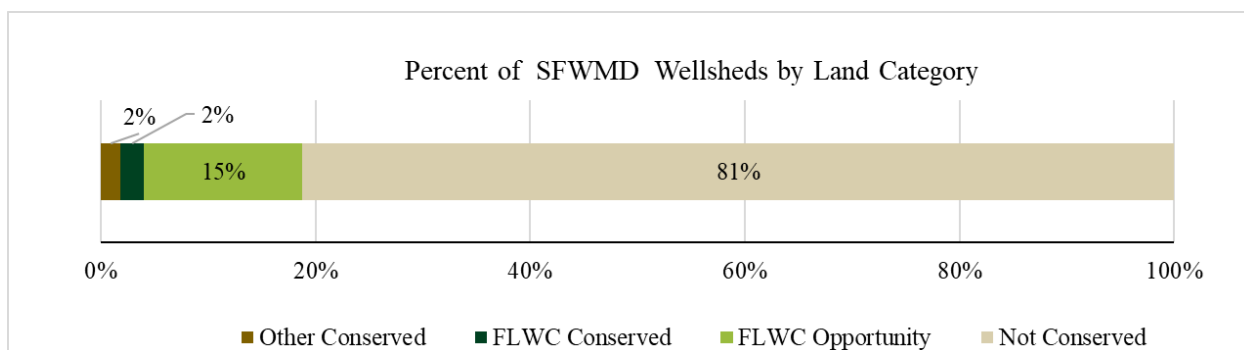 Percent of SFWMD Wellsheds by Land Category
2% 2%
15% 81%
0% 20% 40% 60% 80% 100%
Other Conserved FLWC Conserved FLWC Opportunity Not Conserved